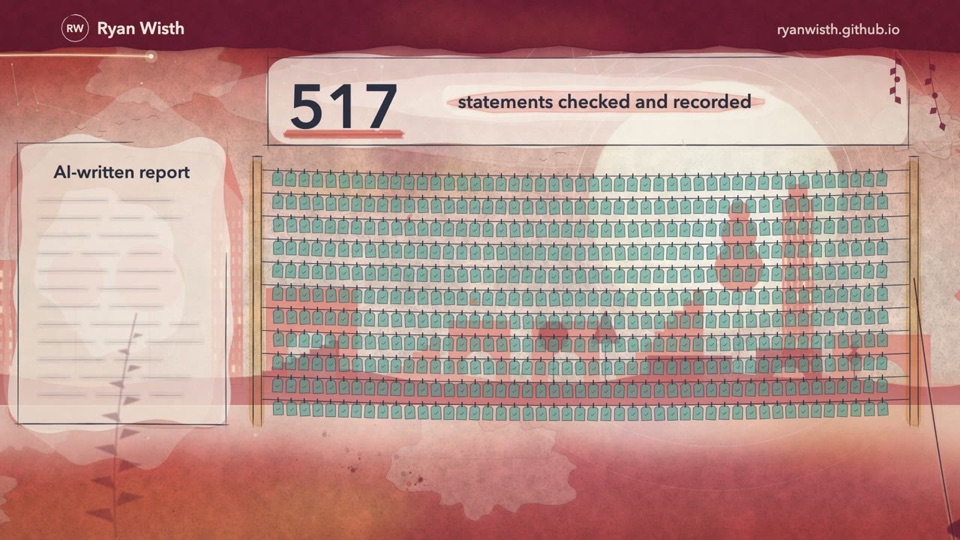 RW Ryan Wisth
ryanwisth.github.io
517
statements checked and recorded
AI-written report